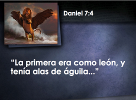 Daniel 7:4
“La primera era como león, y
tenía alas de águila...”